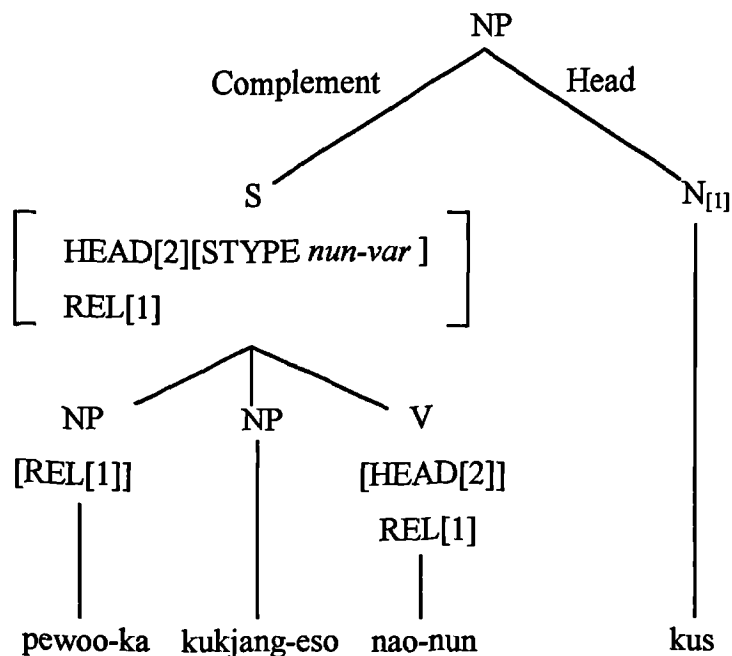 NP
Complement Head
S N[1]
HEAD[2][STYPE nun-var ]
REL[1]
NP NP V
[REL[1]] [HEAD[2]]
REL[1]
pewoo-ka kukjang-eso nao-nun kus